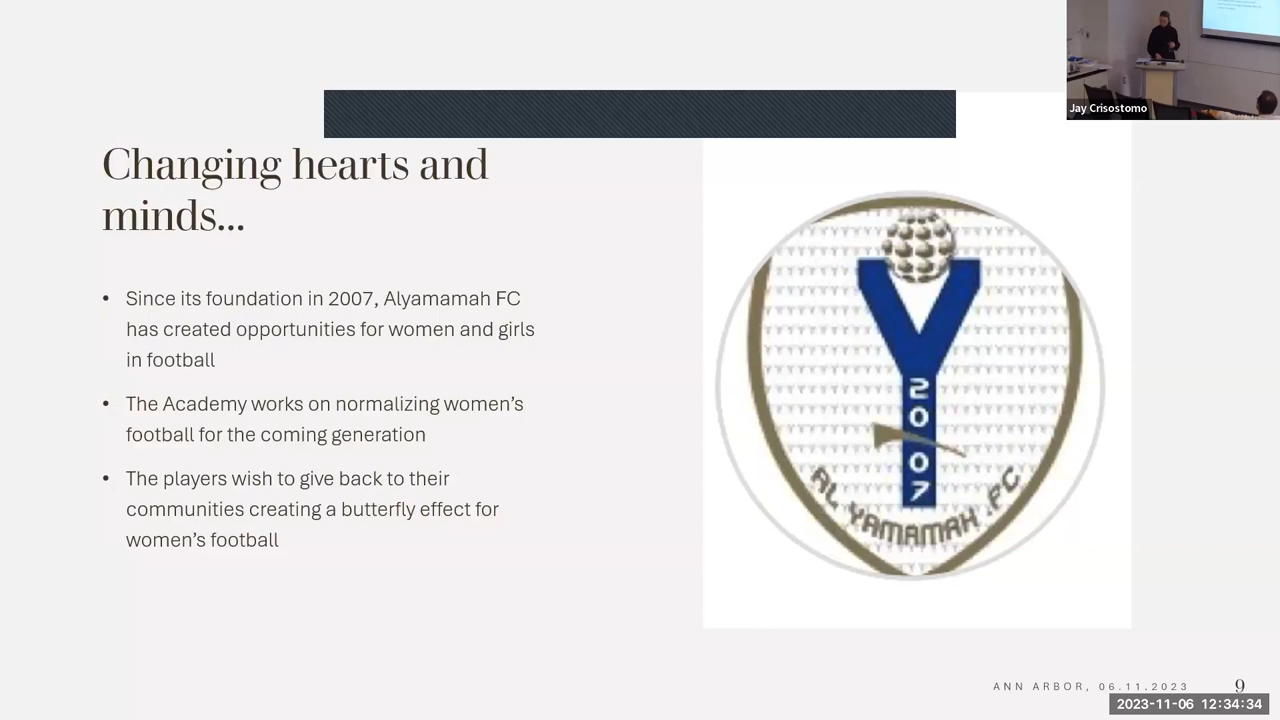 Jay Crisostomo
Changing hearts and
minds...
• Since its foundation in 2007, Alyamamah FC
has created opportunities for women and girls
in football
• The Academy works on normalizing women's
football for the coming generation
• The players wish to give back to their
communities creating a butterfly effect for
women's football
Y
2
0
0
7
AL YAMAMAH .FC
ANN ARBOR, 06.11.2023
9
2023-11-06 12:34:34